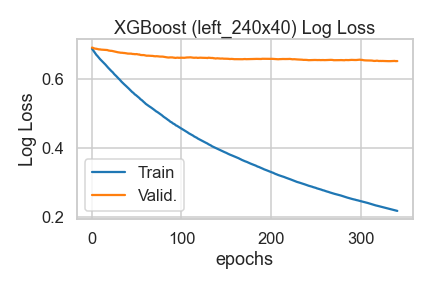 XGBoost (left_240x40) Log Loss
Log Loss
0.6
0.4
0.2
Train
Valid.
0 100 200 300
epochs